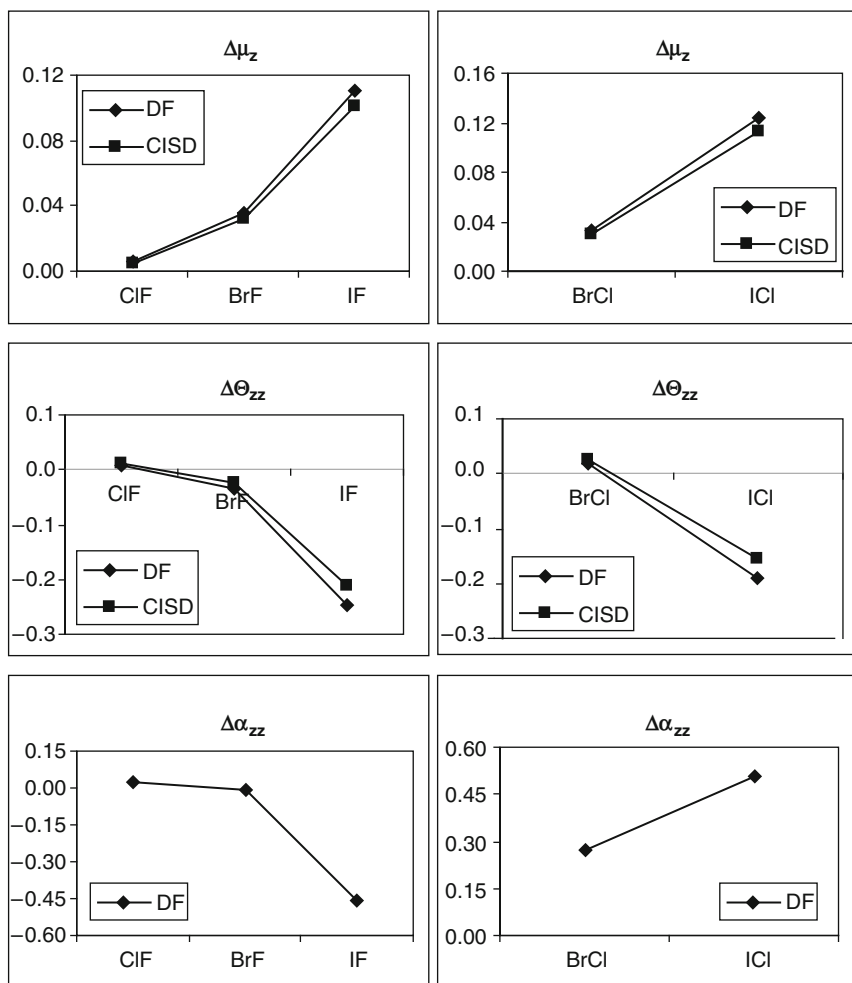 Δμz
0.12
0.08
0.04
0.00
DF
CISD
ClF
BrF
IF
Δμz
0.16
0.12
0.08
0.04
0.00
DF
CISD
BrCl
ICl
ΔΘzz
0.1
0.0
−0.1
−0.2
−0.3
ClF
BrF
IF
DF
CISD
ΔΘzz
0.1
0.0
−0.1
−0.2
−0.3
BrCl
ICl
DF
CISD
Δαzz
0.15
0.00
−0.15
−0.30
−0.45
−0.60
DF
ClF
BrF
IF
Δαzz
0.60
0.45
0.30
0.15
0.00
DF
BrCl
ICl